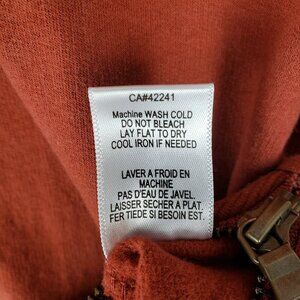 CA#42241
Machine WASH COLD
DO NOT BLEACH
LAY FLAT TO DRY
COOL IRON IF NEEDED
LAVER A FROID EN
MACHINE
PAS D'EAU DE JAVEL.
LAISSER SECHER A PLAT.
FER TIEDE SI BESOIN EST.